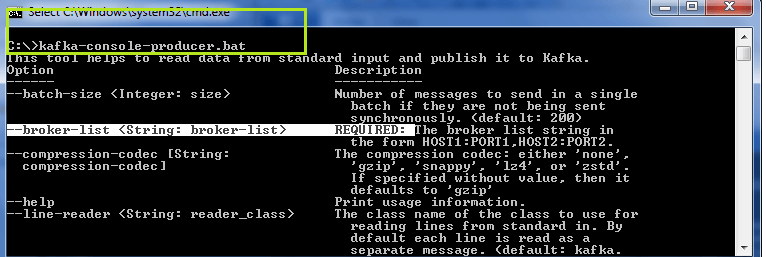 Select C:\Windows\system32\cmd.exe
C:\>kafka-console-producer.bat
This tool helps to read data from standard input and publish it to Kafka.
Option                                   Description
------                                   -----------
--batch-size <Integer: size>             Number of messages to send in a single
                                           batch if they are not being sent
                                           synchronously. (default: 200)
--broker-list <String: broker-list>      REQUIRED: The broker list string in
                                           the form HOST1:PORT1,HOST2:PORT2.
--compression-codec [String:             The compression codec: either 'none',
  compression-codec]                       'gzip', 'snappy', 'lz4', or 'zstd'.
                                           If specified without value, then it
                                           defaults to 'gzip'
--help                                   Print usage information.
--line-reader <String: reader_class>     The class name of the class to use for
                                           reading lines from standard in. By
                                           default each line is read as a
                                           separate message. (default: kafka.